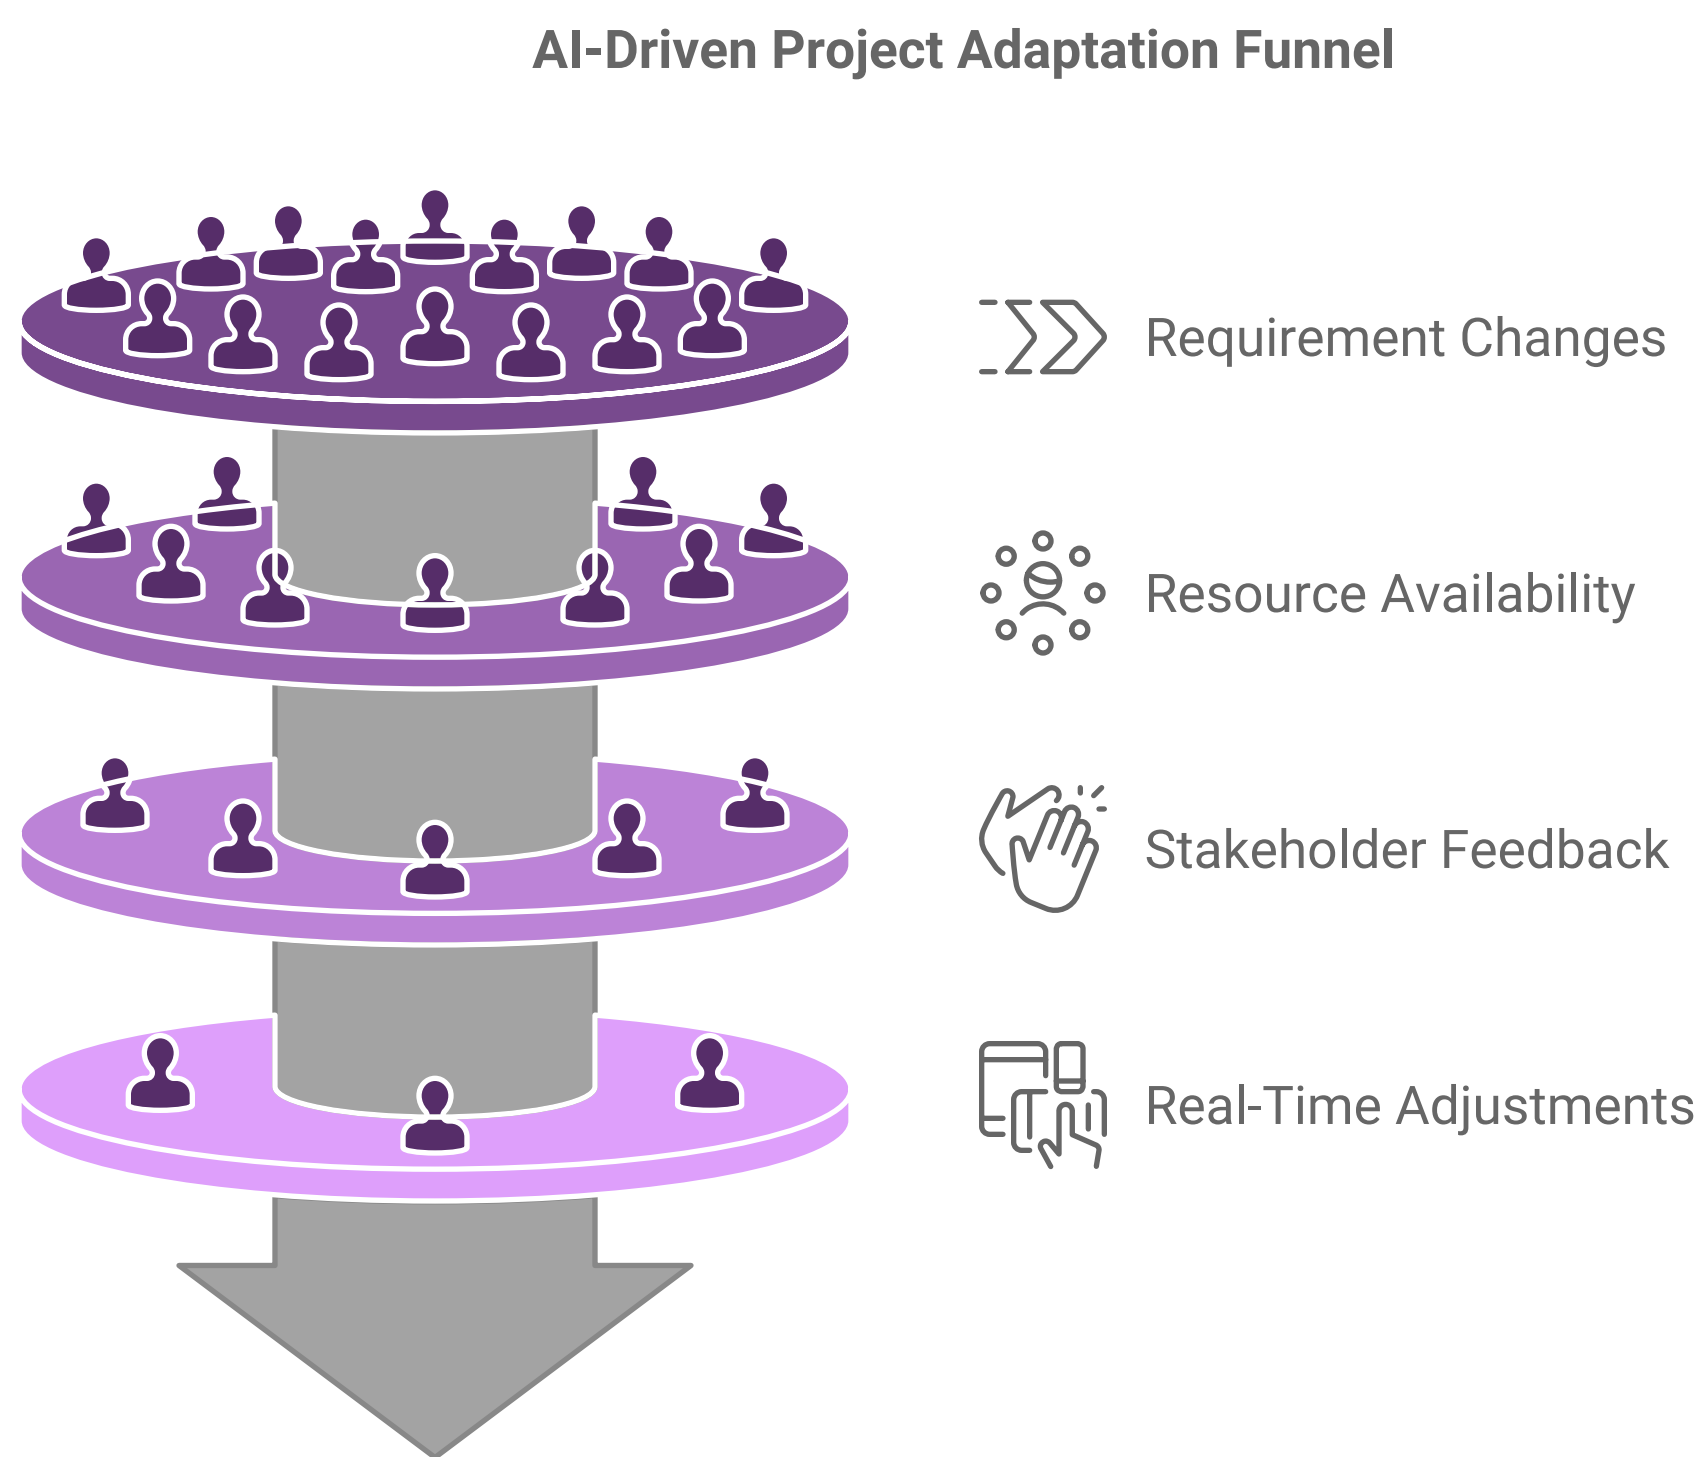 AI-Driven Project Adaptation Funnel
Requirement Changes
Resource Availability
Stakeholder Feedback
Real-Time Adjustments